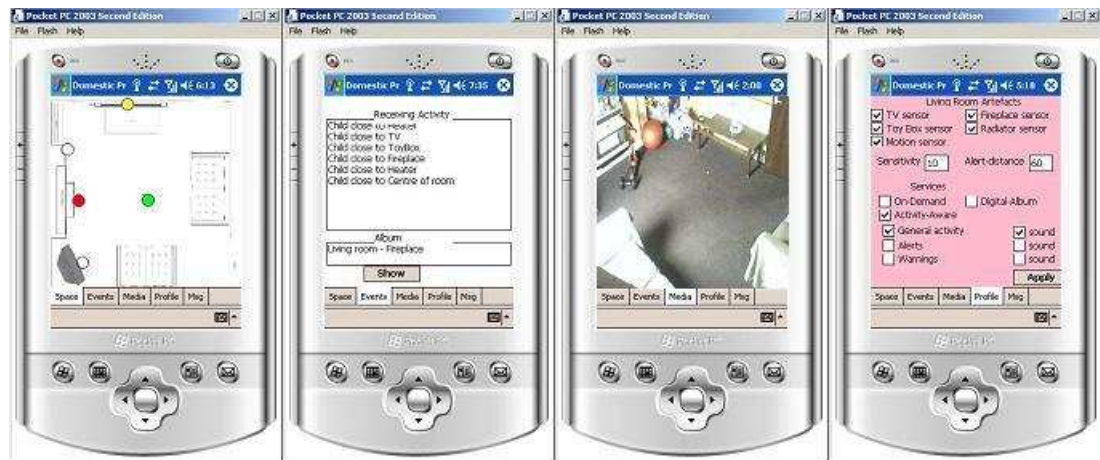 Pocket PC 2003 Second Edition
File Flash Help
Domestic Pr 6:13
Space Events Media Profile Msg
Pocket PC 2003 Second Edition
File Flash Help
Domestic Pr 7:35
Receiving Activity
Child close to Heater
Child close to TV
Child close to ToyBox
Child close to Fireplace
Child close to Heater
Child close to Centre of room
Album
Living room - Fireplace
Show
Space Events Media Profile Msg
Pocket PC 2003 Second Edition
File Flash Help
Domestic Pr 2:08
Space Events Media Profile Msg
Pocket PC 2003 Second Edition
File Flash Help
Domestic Pr 5:18
Living Room Artefacts
TV sensor Fireplace sensor
Toy Box sensor Radiator sensor
Motion sensor
Sensitivity 10 Alert-distance 60
Services
On-Demand Digital-Album
Activity-Aware
General activity sound
Alerts sound
Warnings sound
Apply
Space Events Media Profile Msg